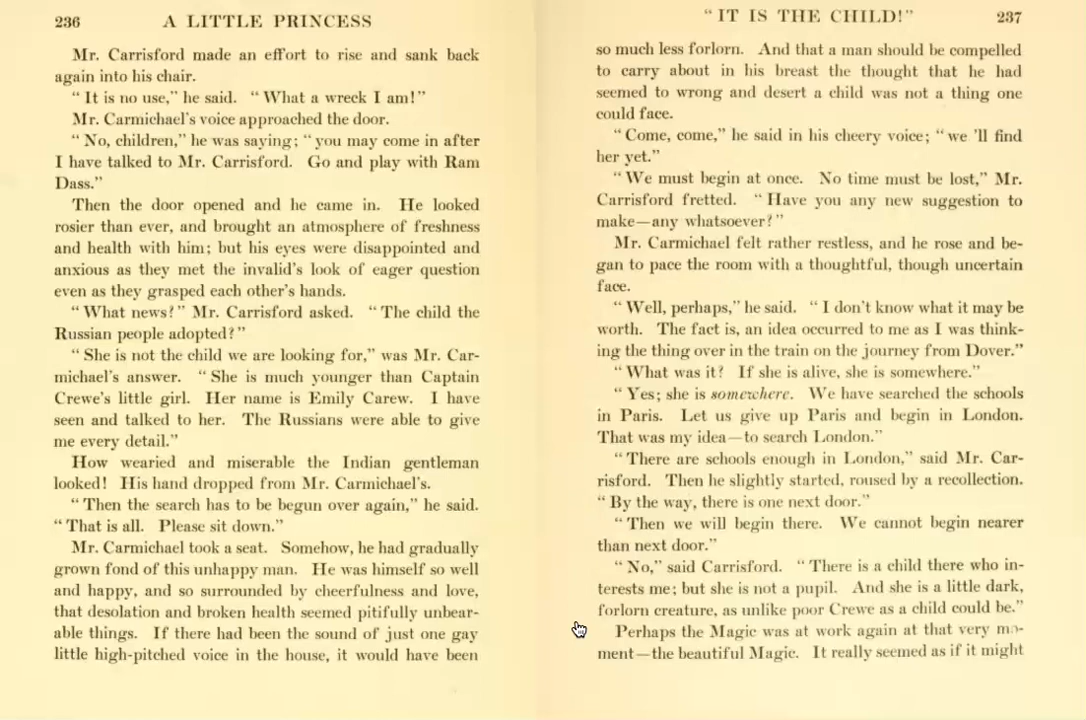 236 A LITTLE PRINCESS
Mr. Carrisford made an effort to rise and sank back
again into his chair.
“ It is no use,” he said. “ What a wreck I am!”
Mr. Carmichael's voice approached the door.
“ No, children,” he was saying; “ you may come in after
I have talked to Mr. Carrisford. Go and play with Ram
Dass.”
Then the door opened and he came in. He looked
rosier than ever, and brought an atmosphere of freshness
and health with him; but his eyes were disappointed and
anxious as they met the invalid's look of eager question
even as they grasped each other's hands.
“ What news?” Mr. Carrisford asked. “ The child the
Russian people adopted?”
“ She is not the child we are looking for,” was Mr. Car-
michael's answer. “ She is much younger than Captain
Crewe's little girl. Her name is Emily Carew. I have
seen and talked to her. The Russians were able to give
me every detail.”
How wearied and miserable the Indian gentleman
looked! His hand dropped from Mr. Carmichael's.
“ Then the search has to be begun over again,” he said.
“ That is all. Please sit down.”
Mr. Carmichael took a seat. Somehow, he had gradually
grown fond of this unhappy man. He was himself so well
and happy, and so surrounded by cheerfulness and love,
that desolation and broken health seemed pitifully unbear-
able things. If there had been the sound of just one gay
little high-pitched voice in the house, it would have been
“ IT IS THE CHILD!” 237
so much less forlorn. And that a man should be compelled
to carry about in his breast the thought that he had
seemed to wrong and desert a child was not a thing one
could face.
“ Come, come,” he said in his cheery voice; “ we 'll find
her yet.”
“ We must begin at once. No time must be lost,” Mr.
Carrisford fretted. “ Have you any new suggestion to
make—any whatsoever?”
Mr. Carmichael felt rather restless, and he rose and be-
gan to pace the room with a thoughtful, though uncertain
face.
“ Well, perhaps,” he said. “ I don't know what it may be
worth. The fact is, an idea occurred to me as I was think-
ing the thing over in the train on the journey from Dover.”
“ What was it? If she is alive, she is somewhere.”
“ Yes; she is somewhere. We have searched the schools
in Paris. Let us give up Paris and begin in London.
That was my idea—to search London.”
“ There are schools enough in London,” said Mr. Car-
risford. Then he slightly started, roused by a recollection.
“ By the way, there is one next door.”
“ Then we will begin there. We cannot begin nearer
than next door.”
“ No,” said Carrisford. “ There is a child there who in-
terests me; but she is not a pupil. And she is a little dark,
forlorn creature, as unlike poor Crewe as a child could be.”
Perhaps the Magic was at work again at that very mo-
ment—the beautiful Magic. It really seemed as if it might